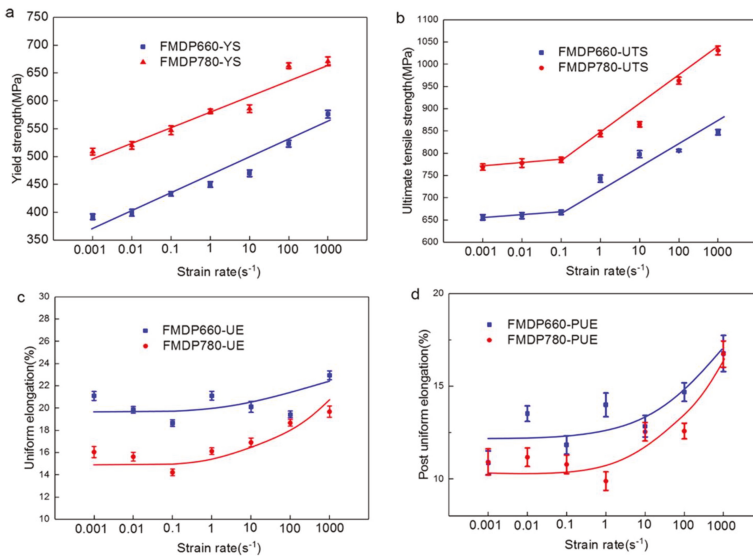 a
700
650
600
550
500
450
400
350
Yield strength(MPa)
FMDP660-YS
FMDP780-YS
0.001 0.01 0.1 1 10 100 1000
Strain rate(s⁻¹)
b
1100
1050
1000
950
900
850
800
750
700
650
600
Ultimate tensile strength(MPa)
FMDP660-UTS
FMDP780-UTS
0.001 0.01 0.1 1 10 100 1000
Strain rate(s⁻¹)
c
30
28
26
24
22
20
18
16
14
12
10
Uniform elongation(%)
FMDP660-UE
FMDP780-UE
0.001 0.01 0.1 1 10 100 1000
Strain rate(s⁻¹)
d
20
15
10
Post uniform elongation(%)
FMDP660-PUE
FMDP780-PUE
0.001 0.01 0.1 1 10 100 1000
Strain rate(s⁻¹)